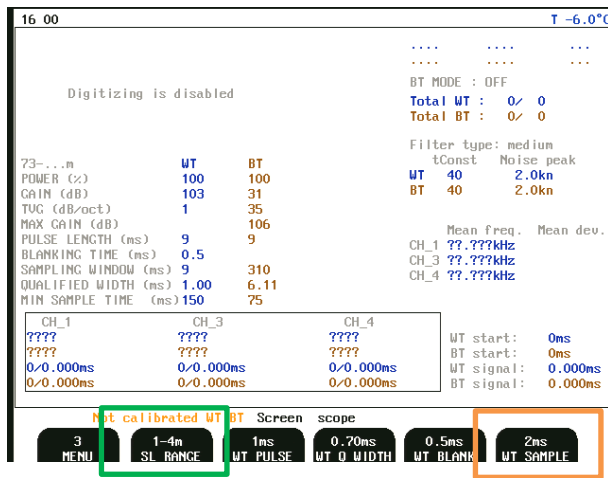 16 00 T -6.0°C
.... .... ...
.... .... ...
BT MODE : OFF
Digitizing is disabled
Total WT : 0/ 0
Total BT : 0/ 0
Filter type: medium
tConst Noise peak
WT 40 2.0kn
BT 40 2.0kn
73-...m WT BT
POWER (%) 100 100
GAIN (dB) 103 31
TVG (dB/oct) 1 35
MAX GAIN (dB) 106
PULSE LENGTH (ms) 9 9
BLANKING TIME (ms) 0.5
SAMPLING WINDOW (ms) 9 310
QUALIFIED WIDTH (ms) 1.00 6.11
MIN SAMPLE TIME (ms) 150 75
Mean freq. Mean dev.
CH_1 ??.???kHz
CH_3 ??.???kHz
CH_4 ??.???kHz
CH_1 CH_3 CH_4
???? ???? ????
???? ???? ????
0/0.000ms 0/0.000ms 0/0.000ms
0/0.000ms 0/0.000ms 0/0.000ms
WT start: 0ms
BT start: 0ms
WT signal: 0.000ms
BT signal: 0.000ms
Not calibrated WT BT Screen scope
3 1-4m 1ms 0.70ms 0.5ms 2ms
MENU SL RANGE WT PULSE WT Q WIDTH WT BLANK WT SAMPLE